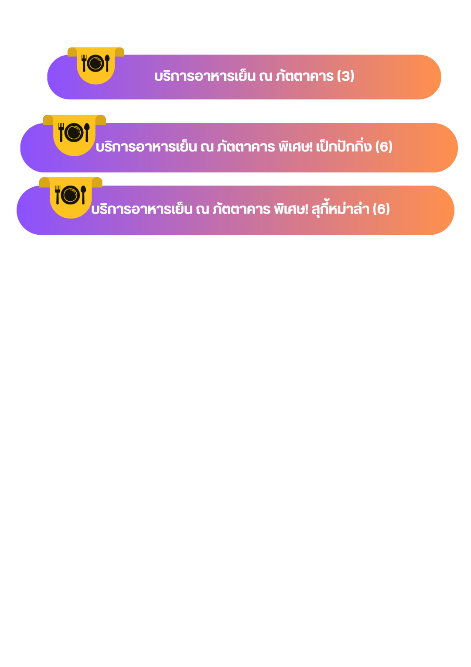 บริการอาหารเย็น ณ ภัตตาคาร (3)
บริการอาหารเย็น ณ ภัตตาคาร พิเศษ! เป็กปักกิ่ง (6)
บริการอาหารเย็น ณ ภัตตาคาร พิเศษ! สุกี้หม่าล่า (6)